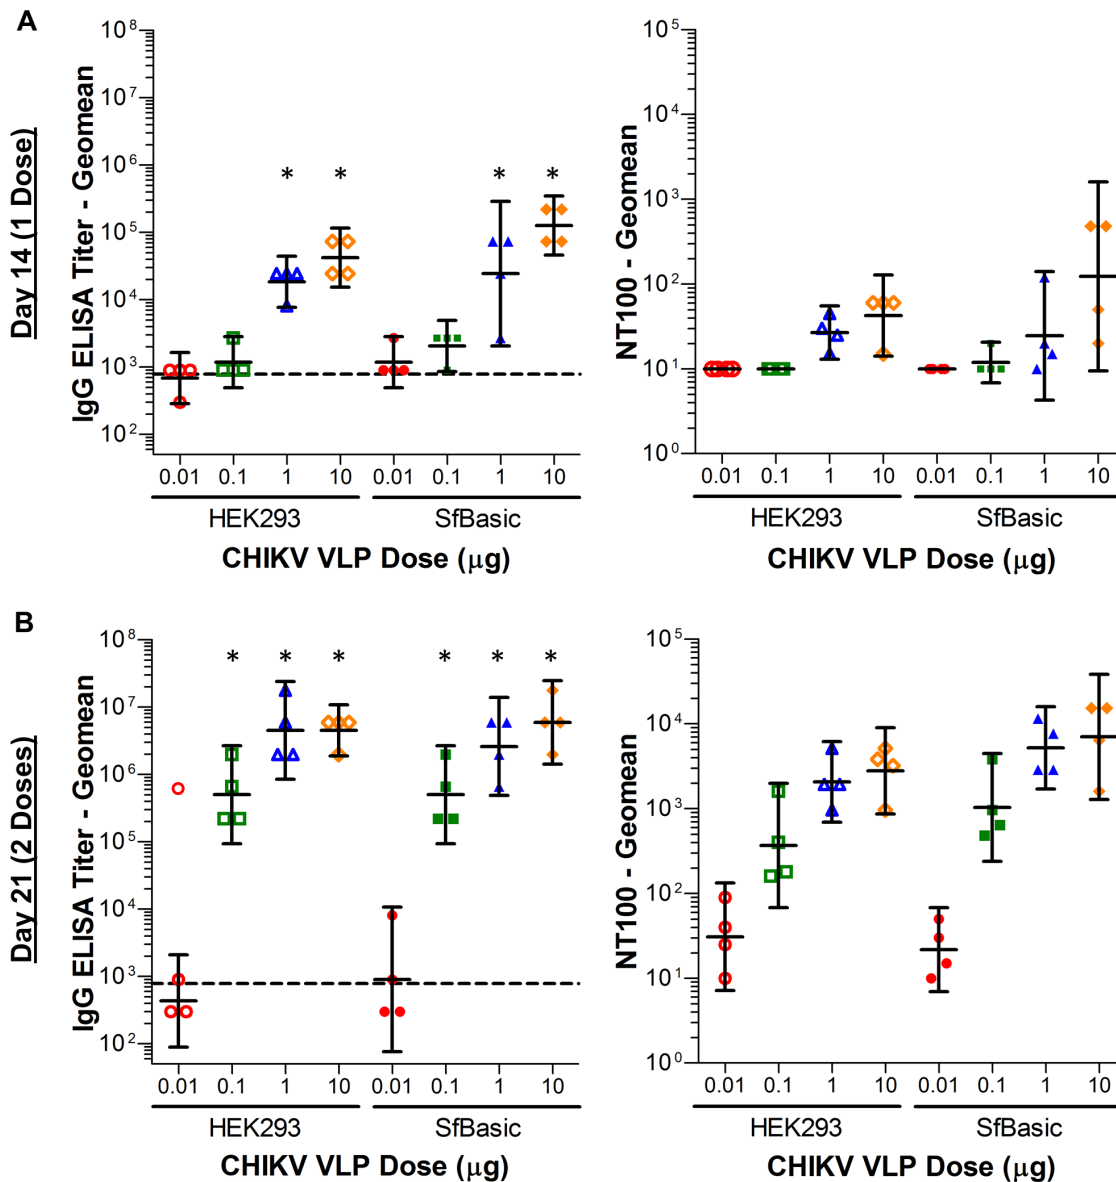 A
Day 14 (1 Dose)
IgG ELISA Titer - Geomean
10^8
10^7
10^6
10^5
10^4
10^3
10^2
* * * *
0.01 0.1 1 10 0.01 0.1 1 10
HEK293 SfBasic
CHIKV VLP Dose (μg)
NT100 - Geomean
10^5
10^4
10^3
10^2
10^1
10^0
0.01 0.1 1 10 0.01 0.1 1 10
HEK293 SfBasic
CHIKV VLP Dose (μg)
B
Day 21 (2 Doses)
IgG ELISA Titer - Geomean
10^8
10^7
10^6
10^5
10^4
10^3
10^2
* * * * * *
0.01 0.1 1 10 0.01 0.1 1 10
HEK293 SfBasic
CHIKV VLP Dose (μg)
NT100 - Geomean
10^5
10^4
10^3
10^2
10^1
10^0
0.01 0.1 1 10 0.01 0.1 1 10
HEK293 SfBasic
CHIKV VLP Dose (μg)